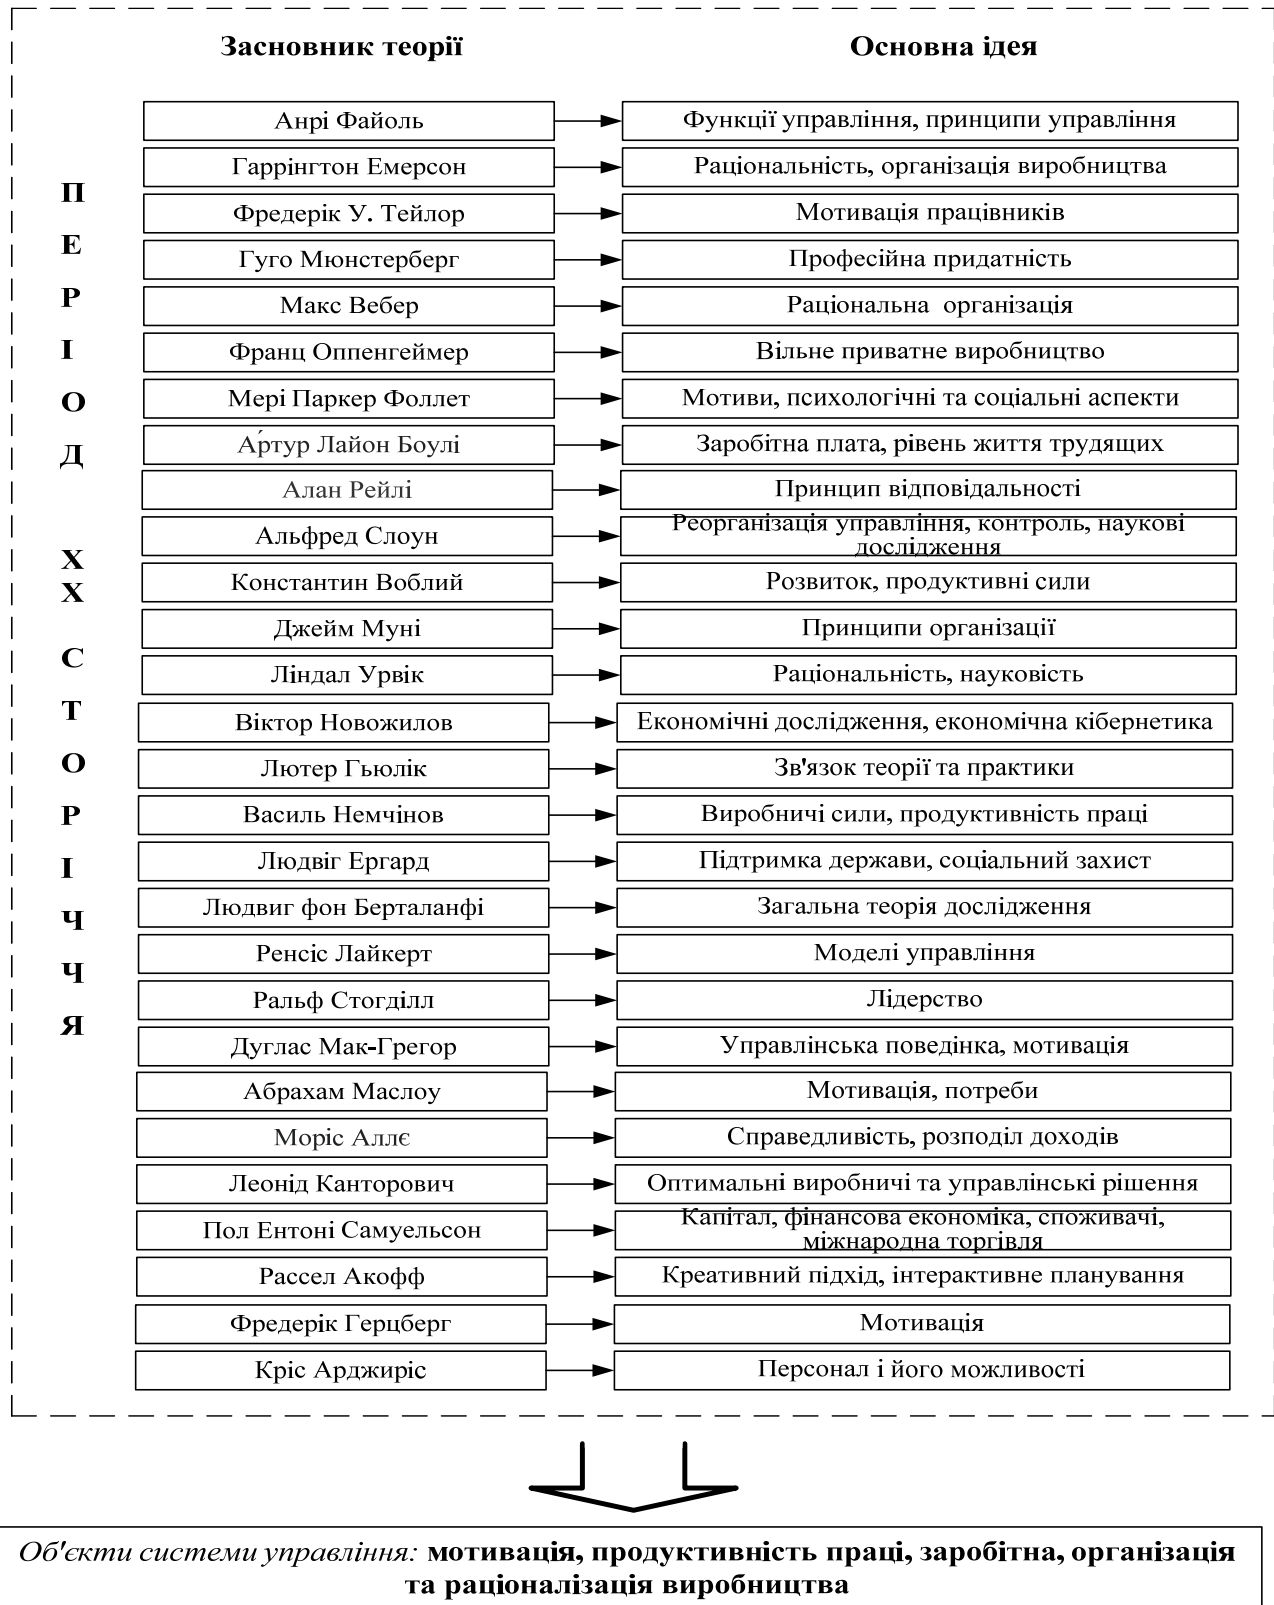 Засновник теорії Основна ідея
ПЕРІОД ХХ СТОРІЧЧЯ
Анрі Файоль Функції управління, принципи управління
Гаррінгтон Емерсон Раціональність, організація виробництва
Фредерік У. Тейлор Мотивація працівників
Гуго Мюнстерберг Професійна придатність
Макс Вебер Раціональна організація
Франц Оппенгеймер Вільне приватне виробництво
Мері Паркер Фоллет Мотиви, психологічні та соціальні аспекти
А́ртур Лайон Боулі Заробітна плата, рівень життя трудящих
Алан Рейлі Принцип відповідальності
Альфред Слоун Реорганізація управління, контроль, наукові
дослідження
Константин Воблий Розвиток, продуктивні сили
Джейм Муні Принципи організації
Ліндал Урвік Раціональність, науковість
Віктор Новожилов Економічні дослідження, економічна кібернетика
Лютер Гьюлік Зв'язок теорії та практики
Василь Немчінов Виробничі сили, продуктивність праці
Людвіг Ергард Підтримка держави, соціальний захист
Людвиг фон Берталанфі Загальна теорія дослідження
Ренсіс Лайкерт Моделі управління
Ральф Стогділл Лідерство
Дуглас Мак-Грегор Управлінська поведінка, мотивація
Абрахам Маслоу Мотивація, потреби
Моріс Аллє Справедливість, розподіл доходів
Леонід Канторович Оптимальні виробничі та управлінські рішення
Пол Ентоні Самуельсон Капітал, фінансова економіка, споживачі,
міжнародна торгівля
Рассел Акофф Креативний підхід, інтерактивне планування
Фредерік Герцберг Мотивація
Кріс Арджиріс Персонал і його можливості
Об'єкти системи управління: мотивація, продуктивність праці, заробітна, організація
та раціоналізація виробництва